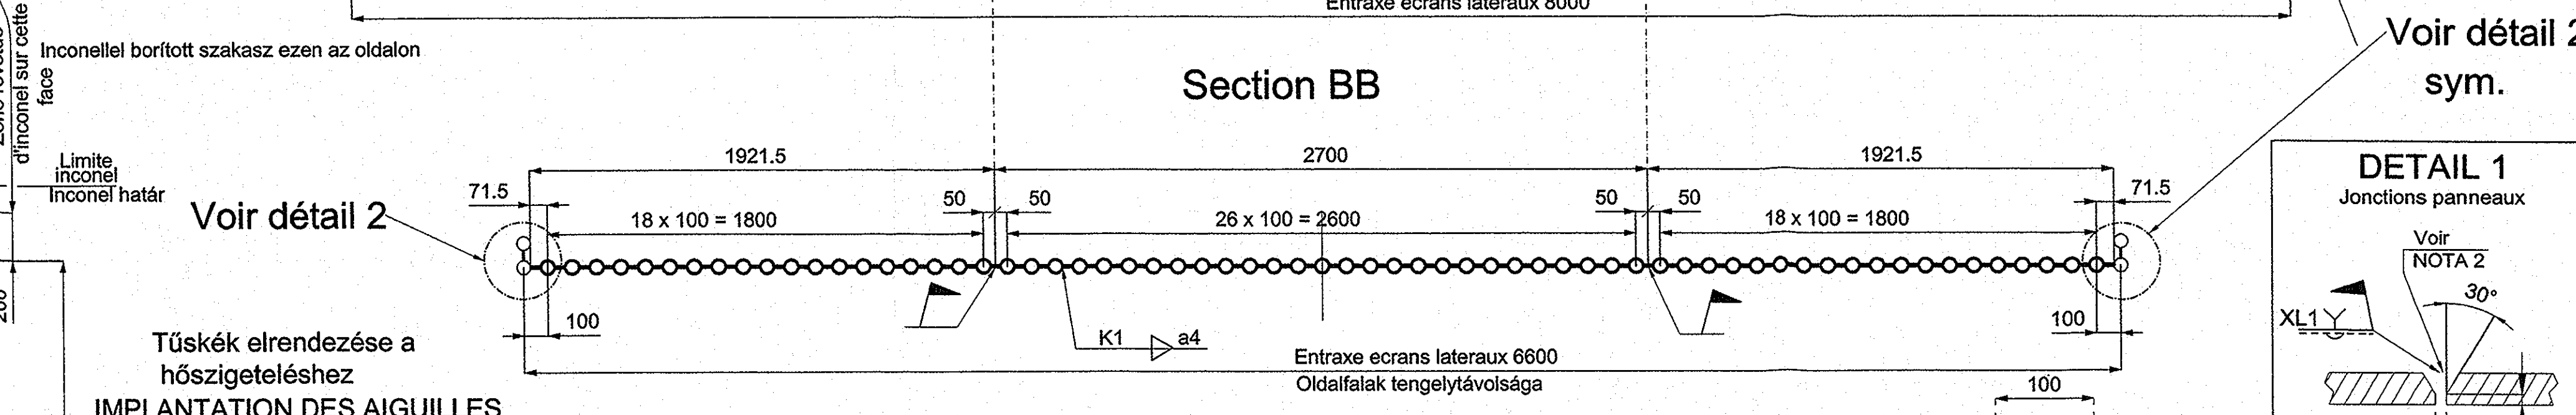 Entraxe ecrans lateraux 8000
d'inconel sur cette
face
Inconellel borított szakasz ezen az oldalon
Voir détail 2
sym.
Section BB
Limite
inconel
Inconel határ
1921.5
2700
1921.5
71.5
50
50
50
50
71.5
Voir détail 2
18 x 100 = 1800
26 x 100 = 2600
18 x 100 = 1800
100
K1
a4
100
Entraxe ecrans lateraux 6600
Oldalfalak tengelytávolsága
Tűskék elrendezése a
hőszigeteléshez
IMPLANTATION DES AIGUILLES
200
100
DETAIL 1
Jonctions panneaux
Voir
NOTA 2
30°
XL1